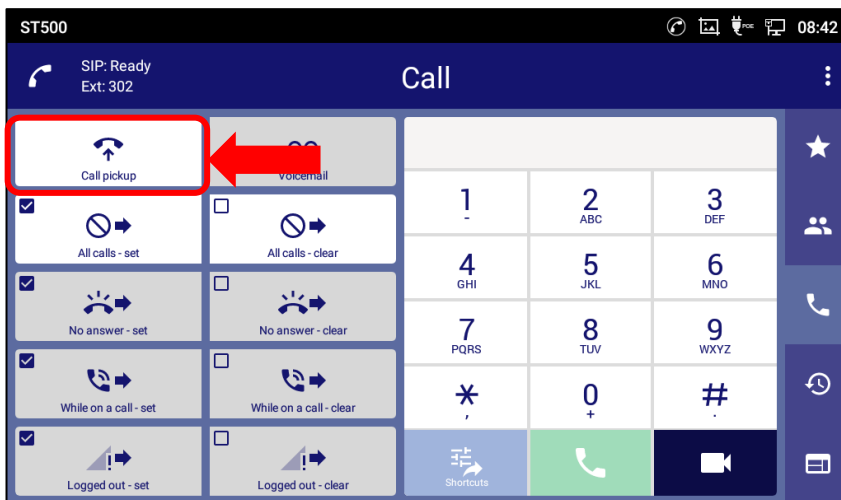 ST500
POE
08:42
SIP: Ready
Ext: 302
Call
Call pickup
Voicemail
All calls - set
All calls - clear
No answer - set
No answer - clear
While on a call - set
While on a call - clear
Logged out - set
Logged out - clear
1
-
2
ABC
3
DEF
4
GHI
5
JKL
6
MNO
7
PQRS
8
TUV
9
WXYZ
*
,
0
+
#
.
Shortcuts